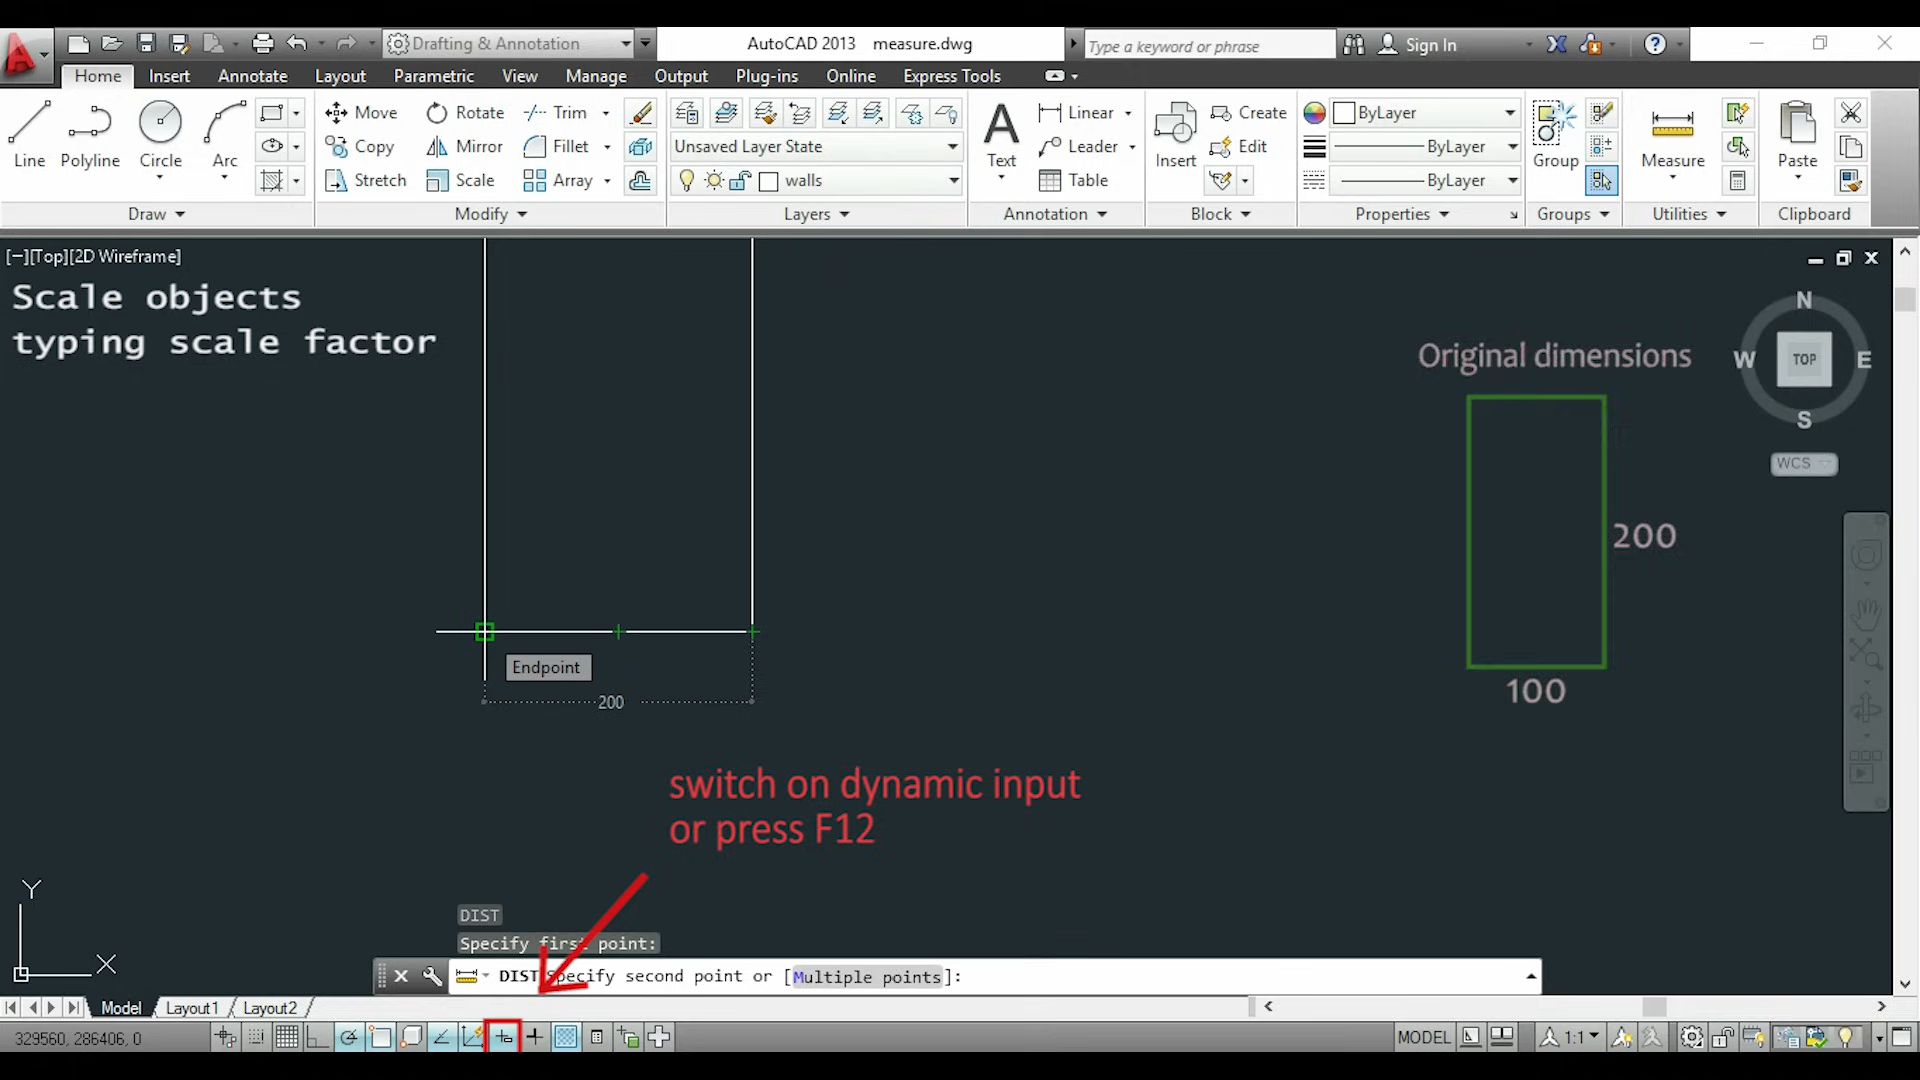 Drafting & Annotation
AutoCAD 2013 measure.dwg
Type a keyword or phrase
Sign In
Home Insert Annotate Layout Parametric View Manage Output Plug-ins Online Express Tools
Line
Polyline
Circle
Arc
Draw
Move Rotate Trim
Copy Mirror Fillet
Stretch Scale Array
Modify
Unsaved Layer State
walls
Layers
Text
Linear
Leader
Table
Annotation
Insert
Create
Edit
Block
ByLayer
ByLayer
ByLayer
Properties
Group
Groups
Measure
Utilities
Paste
Clipboard
[−][Top][2D Wireframe]
Scale objects
typing scale factor
Original dimensions
200
100
N
W TOP E
S
WCS
Endpoint
200
switch on dynamic input
or press F12
Y
X
DIST
Specify first point:
DIST Specify second point or [Multiple points]:
Model Layout1 Layout2
329560, 286406, 0
MODEL
1:1